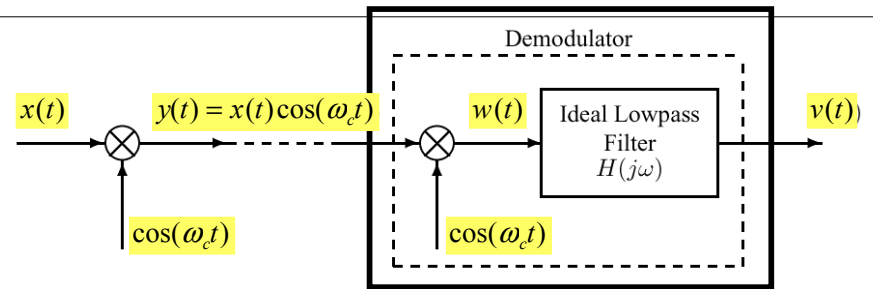 Demodulator
x(t)
y(t) = x(t)cos(ω_c t)
w(t)
Ideal Lowpass
Filter
H(jω)
v(t))
cos(ω_c t)
cos(ω_c t)